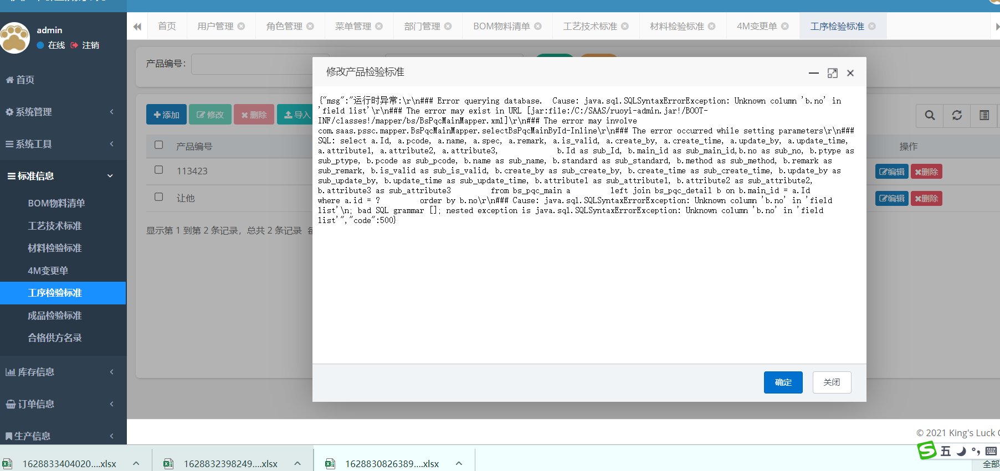 admin
在线 注销
首页
系统管理
系统工具
标准信息
BOM物料清单
工艺技术标准
材料检验标准
4M变更单
工序检验标准
成品检验标准
合格供方名录
库存信息
订单信息
生产信息
首页 用户管理 角色管理 菜单管理 部门管理 BOM物料清单 工艺技术标准 材料检验标准 4M变更单 工序检验标准
产品编号：
添加 修改 删除 导入
产品编号
操作
113423
编辑 删除
让他
编辑 删除
显示第 1 到第 2 条记录，总共 2 条记录
修改产品检验标准
{"msg":"运行时异常:\r\n### Error querying database.  Cause: java.sql.SQLSyntaxErrorException: Unknown column 'b.no' in
'field list'\r\n### The error may exist in URL [jar:file:/C:/SAAS/ruoyi-admin.jar!/BOOT-
INF/classes!/mapper/bs/BsPqcMainMapper.xml]\r\n### The error may involve
com.saas.pssc.mapper.BsPqcMainMapper.selectBsPqcMainById-Inline\r\n### The error occurred while setting parameters\r\n###
SQL: select a.Id, a.pcode, a.name, a.spec, a.remark, a.is_valid, a.create_by, a.create_time, a.update_by, a.update_time,
a.attribute1, a.attribute2, a.attribute3, b.Id as sub_Id, b.main_id as sub_main_id,b.no as sub_no, b.ptype as
sub_ptype, b.pcode as sub_pcode, b.name as sub_name, b.standard as sub_standard, b.method as sub_method, b.remark as
sub_remark, b.is_valid as sub_is_valid, b.create_by as sub_create_by, b.create_time as sub_create_time, b.update_by as
sub_update_by, b.update_time as sub_update_time, b.attribute1 as sub_attribute1, b.attribute2 as sub_attribute2,
b.attribute3 as sub_attribute3 from bs_pqc_main a left join bs_pqc_detail b on b.main_id = a.Id
where a.id = ? order by b.no\r\n### Cause: java.sql.SQLSyntaxErrorException: Unknown column 'b.no' in 'field
list'\n; bad SQL grammar []; nested exception is java.sql.SQLSyntaxErrorException: Unknown column 'b.no' in 'field
list'","code":500}
确定 关闭
© 2021 King's Luck
五
1628833404020....xlsx 1628832398249....xlsx 1628830826389....xlsx 全部